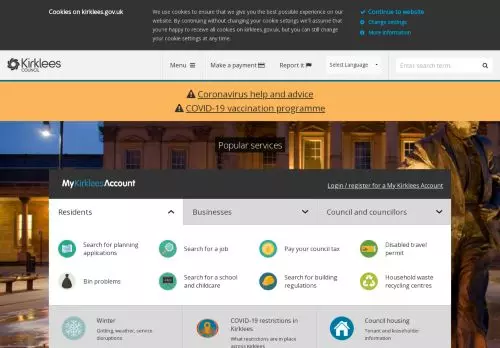 Cookies on kirklees.gov.uk
We use cookies to ensure that we give you the best possible experience on our
website. By continuing without changing your cookie settings we'll assume that
you're happy to receive all cookies on kirklees.gov.uk, but you can still change
your cookie settings at any time.
Continue to website
Change settings
More information
Kirklees
COUNCIL
Menu
Make a payment
Report it
Select Language
Enter search term
Coronavirus help and advice
COVID-19 vaccination programme
Popular services
MyKirkleesAccount
Login / register for a My Kirklees Account
Residents
Businesses
Council and councillors
Search for planning
applications
Search for a job
Pay your council tax
Disabled travel
permit
Bin problems
Search for a school
and childcare
Search for building
regulations
Household waste
recycling centres
Winter
Gritting, weather, service
disruptions
COVID-19 restrictions in
Kirklees
What restrictions are in place
across Kirklees
Council housing
Tenant and leaseholder
information